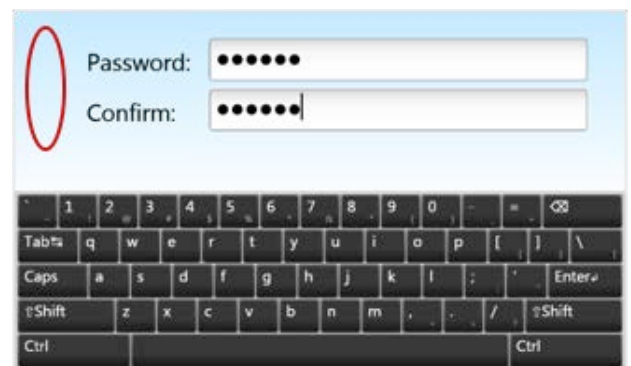 Password: ●●●●●●
Confirm: ●●●●●●
` 1 2 3 4 5 6 7 8 9 0 - = ⌫
Tab↹ q w e r t y u i o p [ ] \
Caps a s d f g h j k l ; ' Enter↲
⇧Shift z x c v b n m , . / ⇧Shift
Ctrl Ctrl